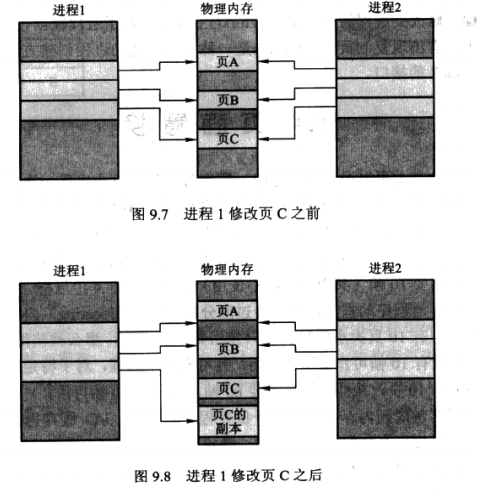 进程1
物理内存
进程2
页A
页B
页C
图 9.7 进程 1 修改页 C 之前
进程1
物理内存
进程2
页A
页B
页C
页C的
副本
图 9.8 进程 1 修改页 C 之后